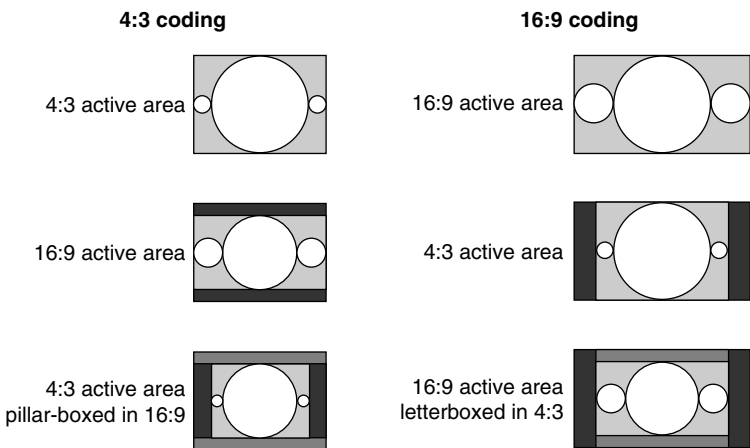 4:3 coding
4:3 active area
16:9 active area
4:3 active area
pillar-boxed in 16:9
16:9 coding
16:9 active area
4:3 active area
16:9 active area
letterboxed in 4:3